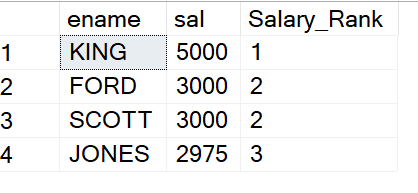 ename sal Salary_Rank
1 KING 5000 1
2 FORD 3000 2
3 SCOTT 3000 2
4 JONES 2975 3